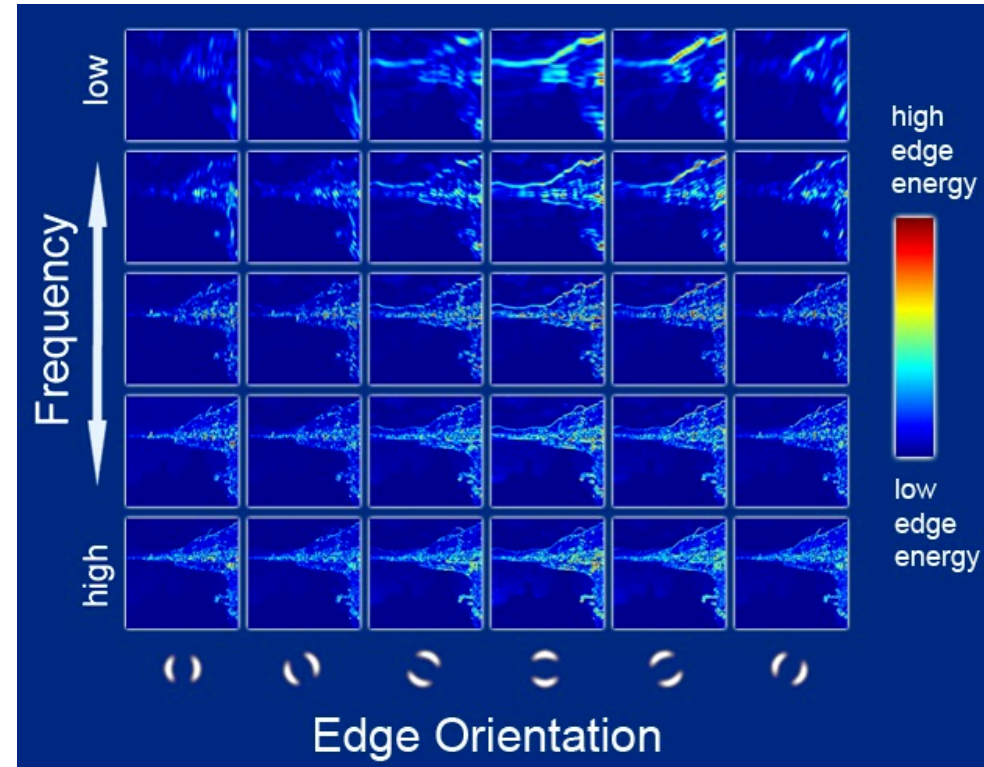 low
Frequency
high
high
edge
energy
low
edge
energy
Edge Orientation